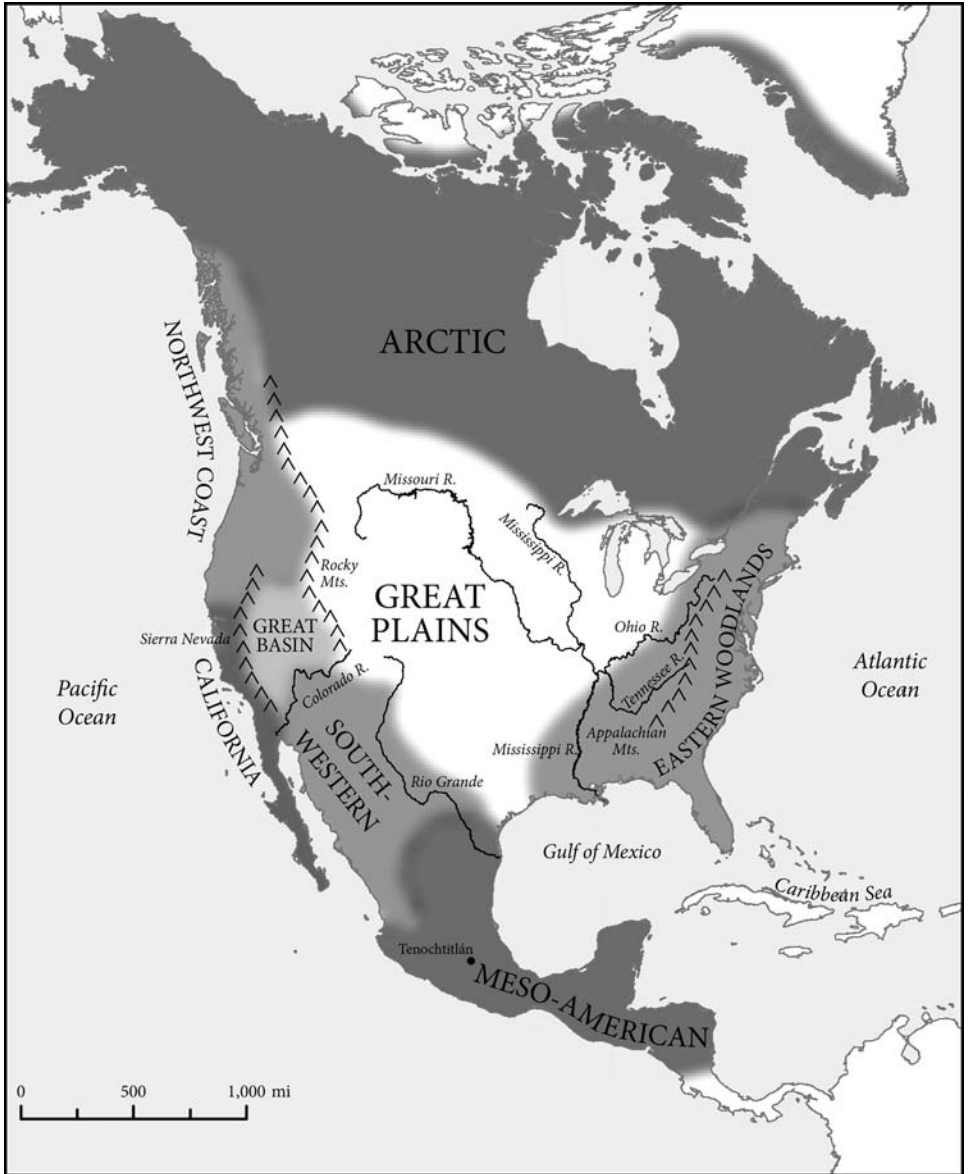 ARCTIC
NORTHWEST COAST
Missouri R.
Mississippi R.
Rocky
Mts.
GREAT
PLAINS
Ohio R.
EASTERN WOODLANDS
Sierra Nevada
GREAT
BASIN
Tennessee R.
Atlantic
Ocean
Pacific
Ocean
CALIFORNIA
Colorado R.
SOUTH-
WESTERN
Mississippi R.
Appalachian
Mts.
Rio Grande
Gulf of Mexico
Caribbean Sea
Tenochtitlán
MESO-AMERICAN
0 500 1,000 mi